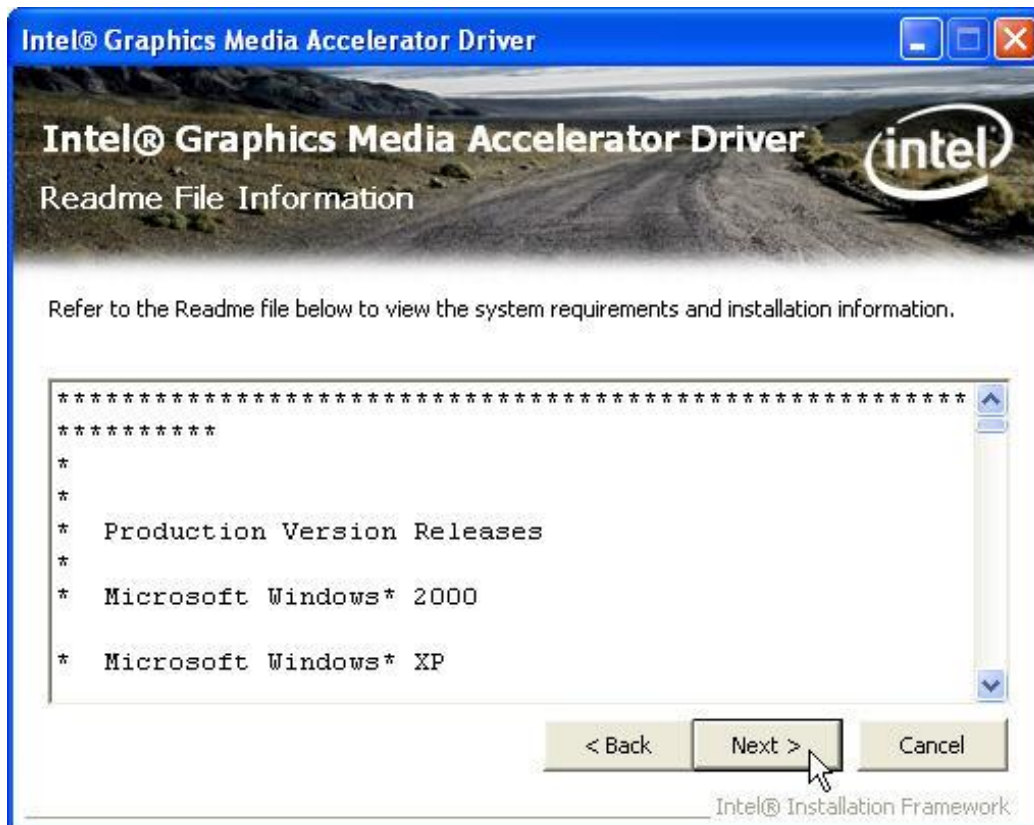 Intel® Graphics Media Accelerator Driver
Intel® Graphics Media Accelerator Driver
intel
Readme File Information
Refer to the Readme file below to view the system requirements and installation information.
********************************************************
**********
*
*
* Production Version Releases
*
* Microsoft Windows* 2000
* Microsoft Windows* XP
< Back
Next >
Cancel
Intel® Installation Framework